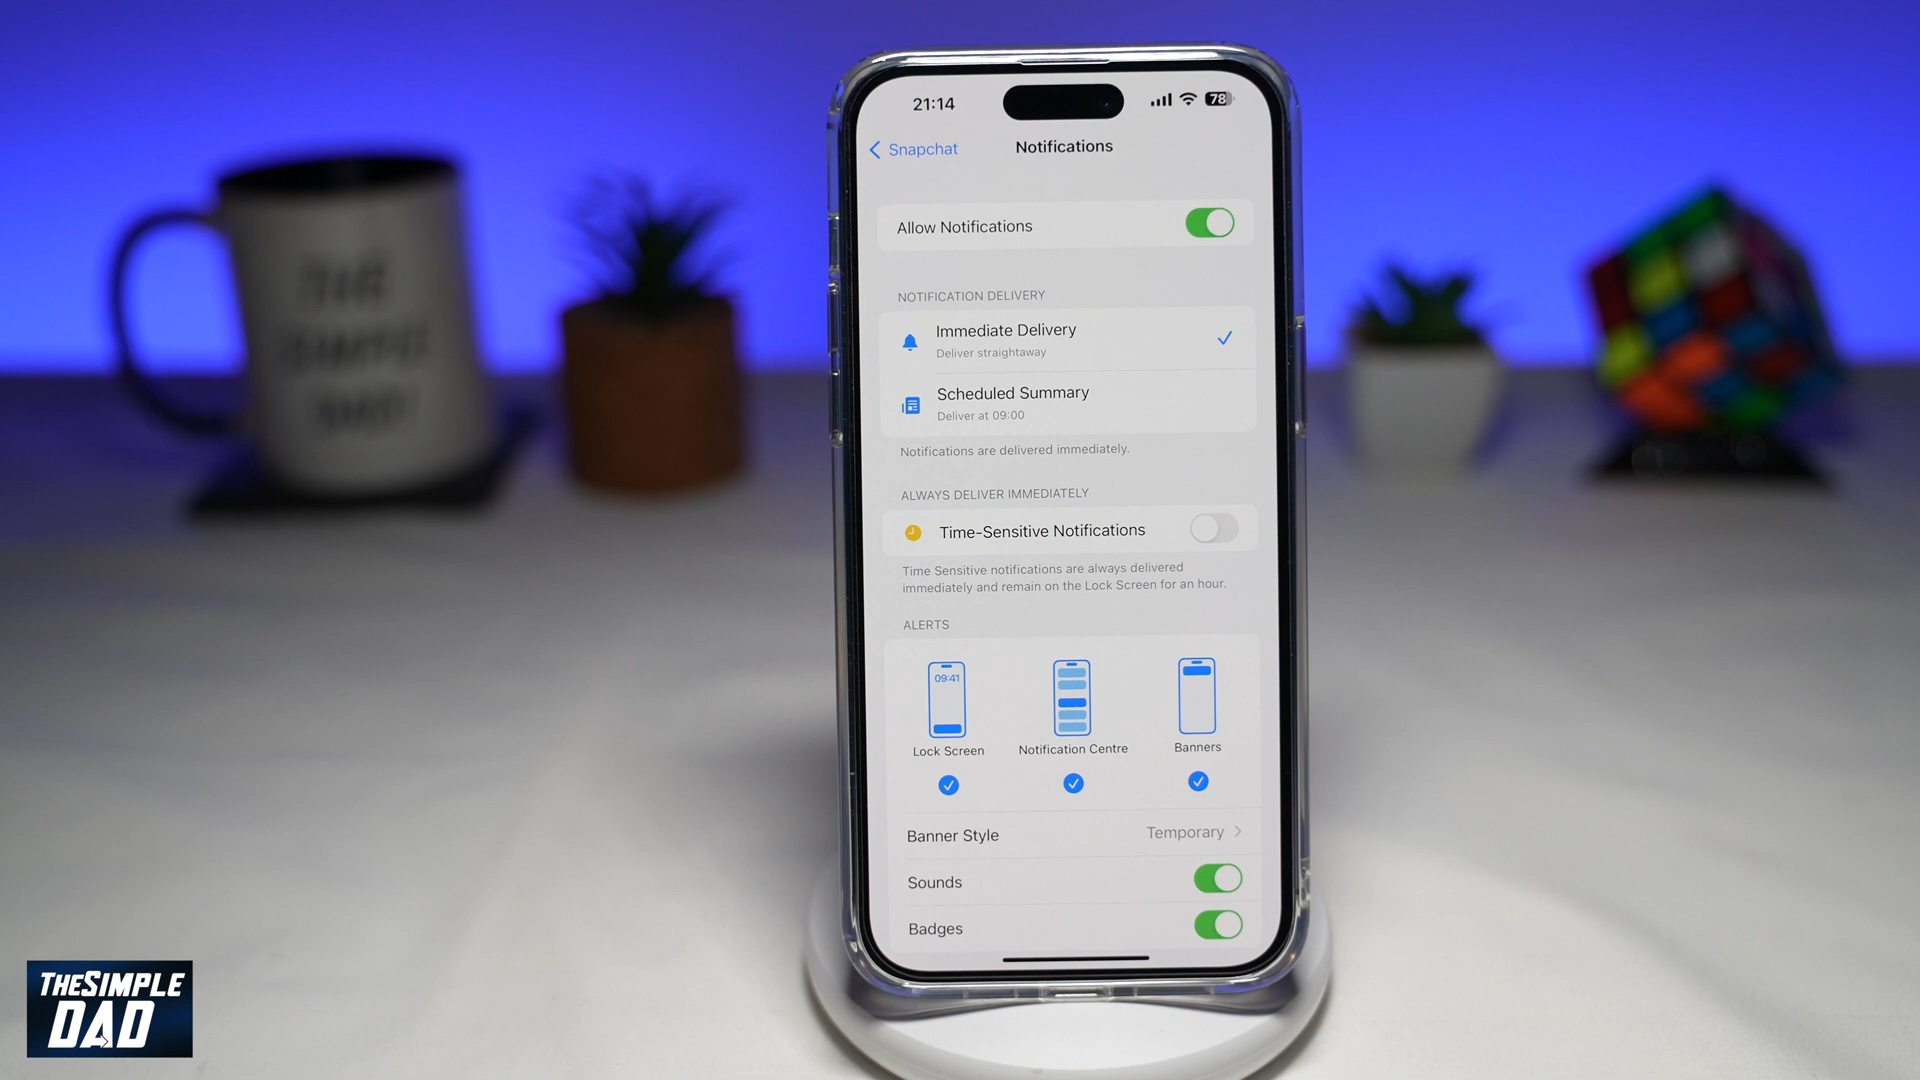 21:14
78
Snapchat
Notifications
Allow Notifications
NOTIFICATION DELIVERY
Immediate Delivery
Deliver straightaway
Scheduled Summary
Deliver at 09:00
Notifications are delivered immediately.
ALWAYS DELIVER IMMEDIATELY
Time-Sensitive Notifications
Time Sensitive notifications are always delivered
immediately and remain on the Lock Screen for an hour.
ALERTS
09:41
Lock Screen
Notification Centre
Banners
Banner Style
Temporary
Sounds
Badges
THE
SIMPLE
DAD
THESIMPLE
DAD